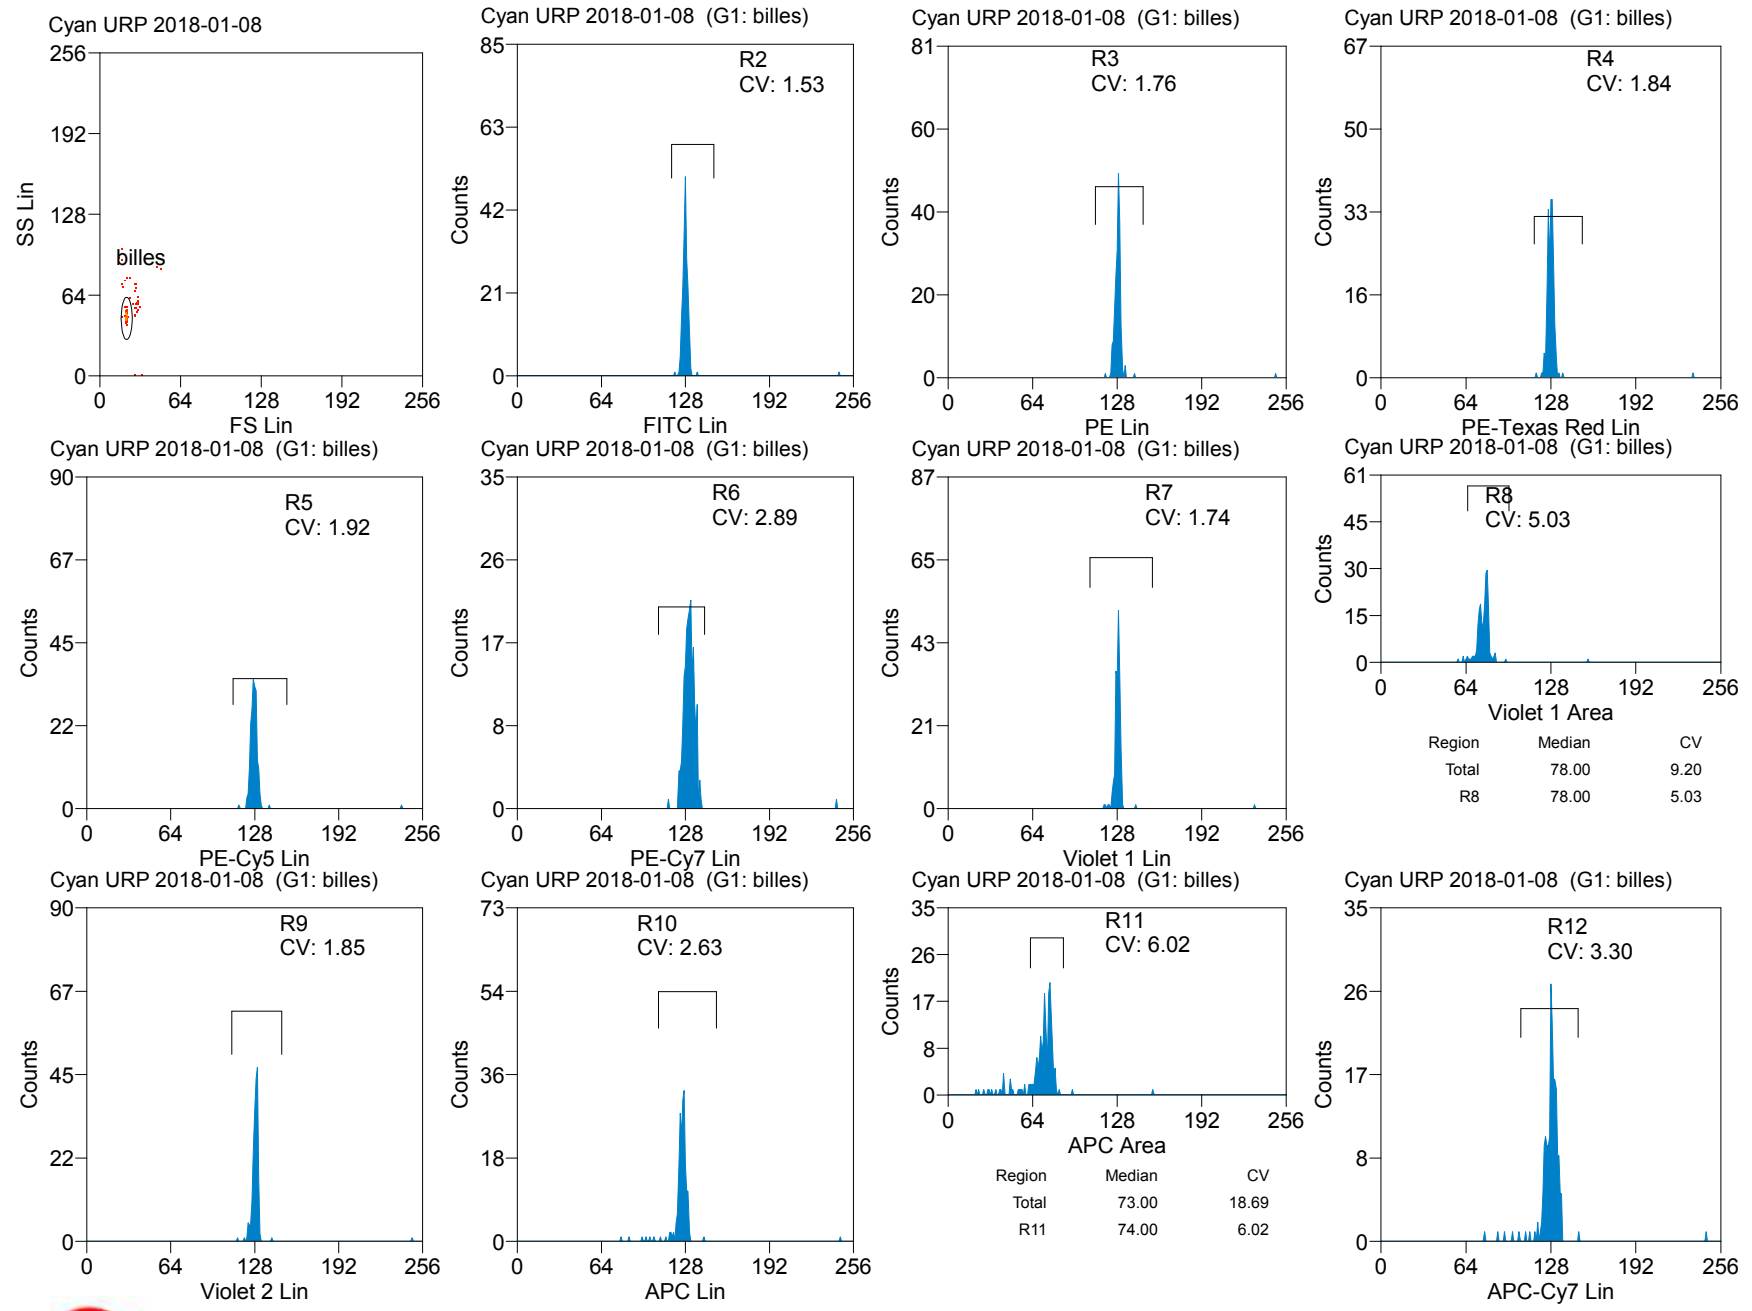 Cyan URP 2018-01-08
256
192
128
64
0
SS Lin
billes
0 64 128 192 256
FS Lin
Cyan URP 2018-01-08 (G1: billes)
85
63
42
21
0
Counts
R2
CV: 1.53
0 64 128 192 256
FITC Lin
Cyan URP 2018-01-08 (G1: billes)
81
60
40
20
0
Counts
R3
CV: 1.76
0 64 128 192 256
PE Lin
Cyan URP 2018-01-08 (G1: billes)
67
50
33
16
0
Counts
R4
CV: 1.84
0 64 128 192 256
PE-Texas Red Lin
Cyan URP 2018-01-08 (G1: billes)
90
67
45
22
0
Counts
R5
CV: 1.92
0 64 128 192 256
PE-Cy5 Lin
Cyan URP 2018-01-08 (G1: billes)
35
26
17
8
0
Counts
R6
CV: 2.89
0 64 128 192 256
PE-Cy7 Lin
Cyan URP 2018-01-08 (G1: billes)
87
65
43
21
0
Counts
R7
CV: 1.74
0 64 128 192 256
Violet 1 Lin
Cyan URP 2018-01-08 (G1: billes)
61
45
30
15
0
Counts
R8
CV: 5.03
0 64 128 192 256
Violet 1 Area
Region Median CV
Total 78.00 9.20
R8 78.00 5.03
Cyan URP 2018-01-08 (G1: billes)
90
67
45
22
0
Counts
R9
CV: 1.85
0 64 128 192 256
Violet 2 Lin
Cyan URP 2018-01-08 (G1: billes)
73
54
36
18
0
Counts
R10
CV: 2.63
0 64 128 192 256
APC Lin
Cyan URP 2018-01-08 (G1: billes)
35
26
17
8
0
Counts
R11
CV: 6.02
0 64 128 192 256
APC Area
Region Median CV
Total 73.00 18.69
R11 74.00 6.02
Cyan URP 2018-01-08 (G1: billes)
35
26
17
8
0
Counts
R12
CV: 3.30
0 64 128 192 256
APC-Cy7 Lin